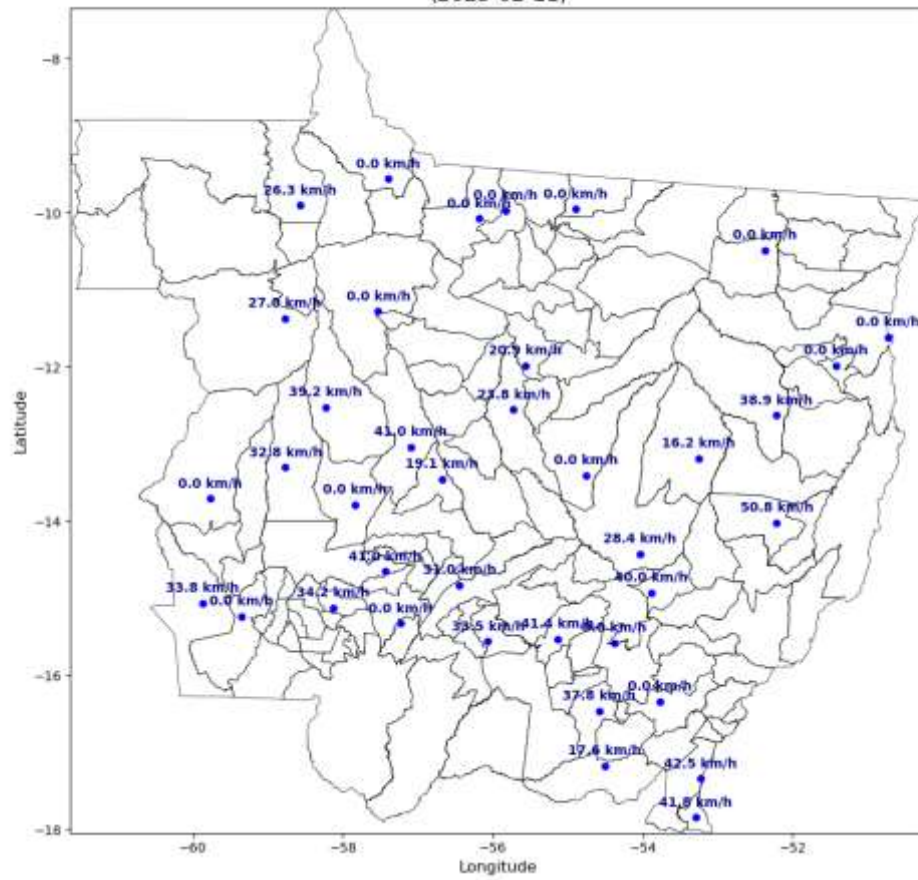 −8
0.0 km/h
26.3 km/h
0.0 km/h
0.0 km/h
0.0 km/h
−10
0.0 km/h
27.0 km/h
0.0 km/h
0.0 km/h
20.9 km/h
0.0 km/h
−12
39.2 km/h
23.8 km/h
38.9 km/h
Latitude
41.0 km/h
32.8 km/h
19.1 km/h
16.2 km/h
0.0 km/h
0.0 km/h
0.0 km/h
−14
50.8 km/h
28.4 km/h
41.0 km/h
31.0 km/h
40.0 km/h
33.8 km/h
0.0 km/h
34.2 km/h
0.0 km/h
33.5 km/h
41.4 km/h
km/h
−16
0.0 km/h
37.8 km/h
17.6 km/h
42.5 km/h
41.8 km/h
−18
−60
−58
−56
−54
−52
Longitude